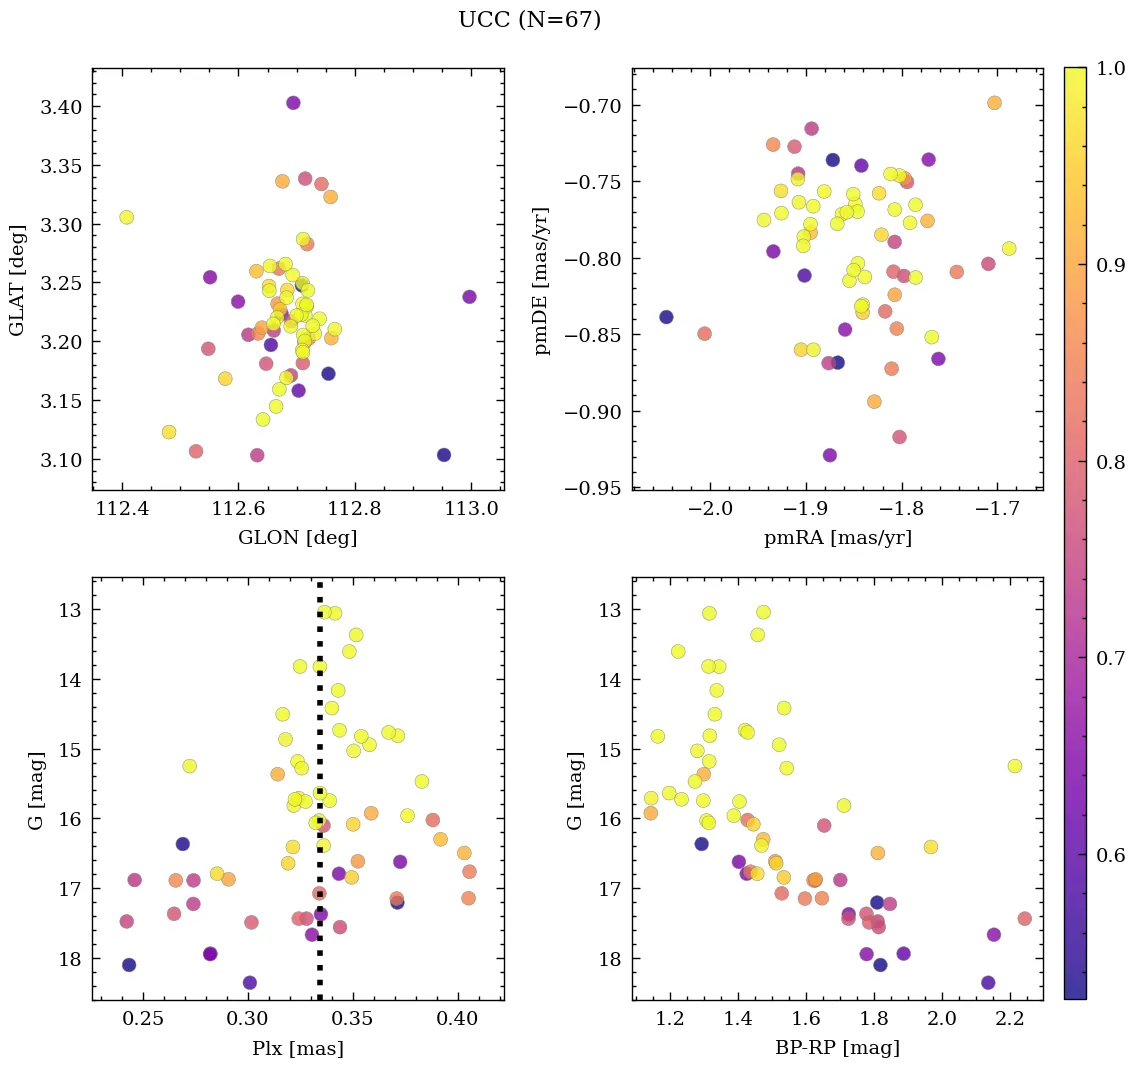 UCC (N=67)
3.40
3.35
3.30
3.25
3.20
3.15
3.10
GLAT [deg]
112.4 112.6 112.8 113.0
GLON [deg]
−0.70
−0.75
−0.80
−0.85
−0.90
−0.95
pmDE [mas/yr]
−2.0 −1.9 −1.8 −1.7
pmRA [mas/yr]
1.0
0.9
0.8
0.7
0.6
13
14
15
16
17
18
G [mag]
0.25 0.30 0.35 0.40
Plx [mas]
13
14
15
16
17
18
G [mag]
1.2 1.4 1.6 1.8 2.0 2.2
BP-RP [mag]